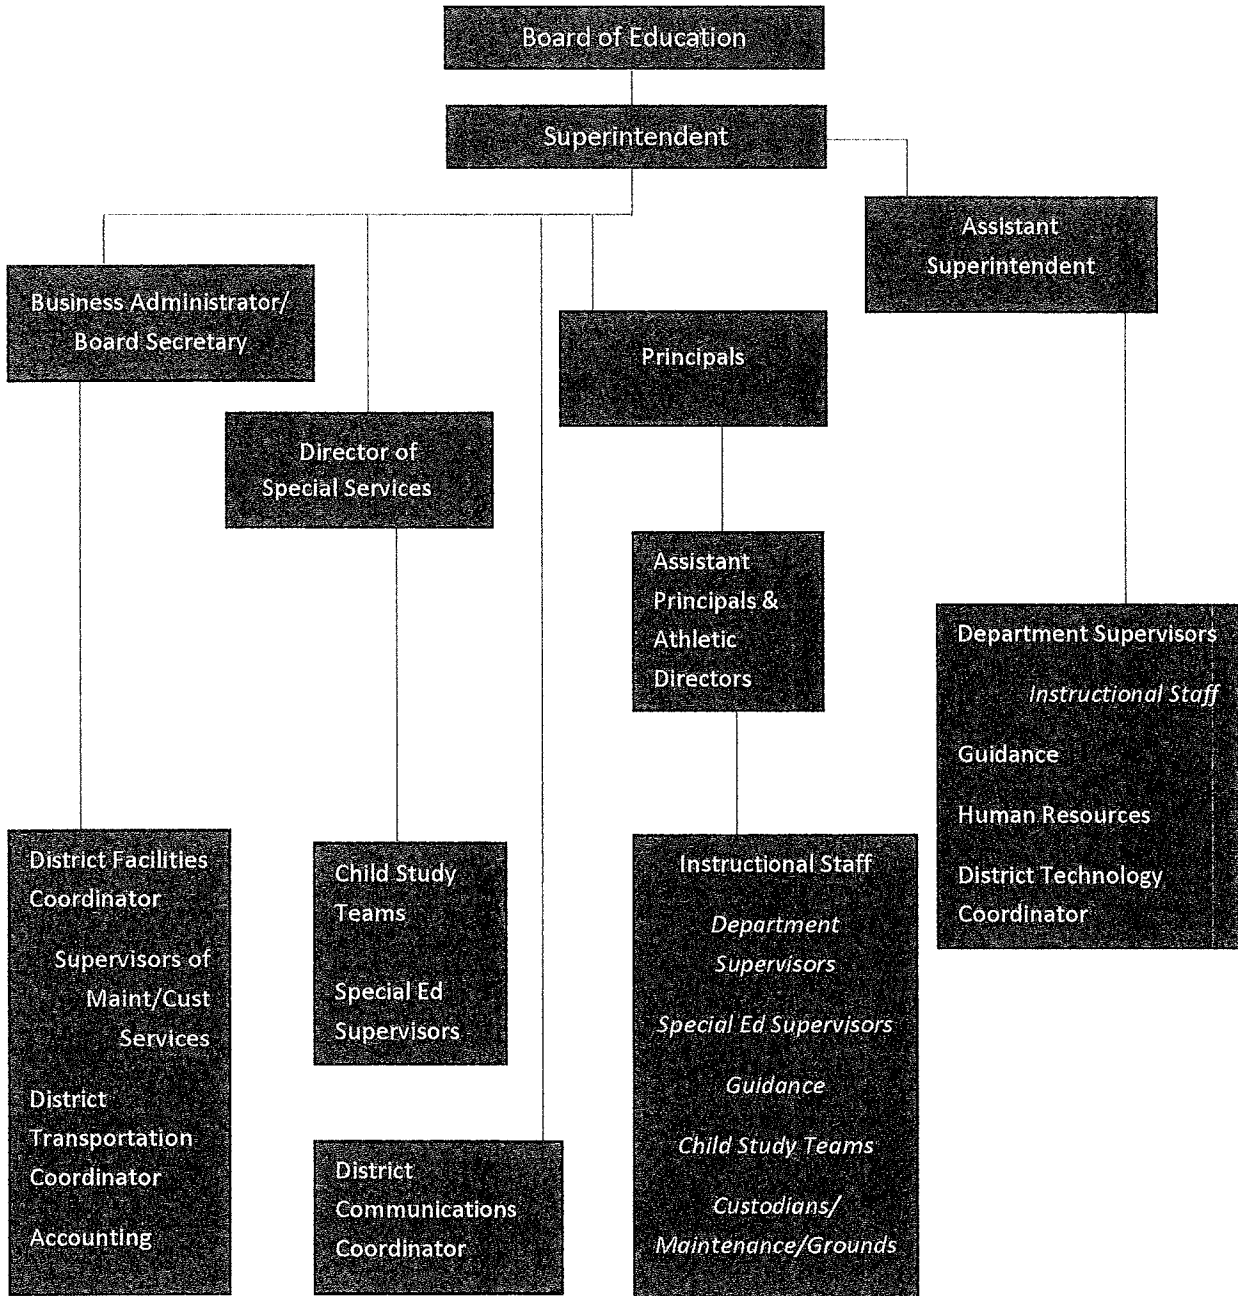 Board of Education
Superintendent
Assistant
Superintendent
Business Administrator/
Board Secretary
Principals
Director of
Special Services
Assistant
Principals &
Athletic
Directors
Department Supervisors
Instructional Staff
Guidance
Human Resources
District Technology
Coordinator
District Facilities
Coordinator
Supervisors of
Maint/Cust
Services
District
Transportation
Coordinator
Accounting
Child Study
Teams
Special Ed
Supervisors
District
Communications
Coordinator
Instructional Staff
Department
Supervisors
Special Ed Supervisors
Guidance
Child Study Teams
Custodians/
Maintenance/Grounds